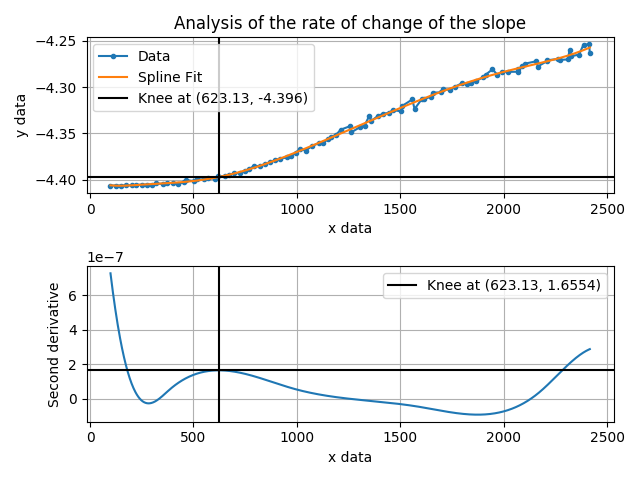 Analysis of the rate of change of the slope
−4.25
−4.30
−4.35
−4.40
y data
Data
Spline Fit
Knee at (623.13, -4.396)
0 500 1000 1500 2000 2500
x data
1e−7
6
4
2
0
Second derivative
Knee at (623.13, 1.6554)
0 500 1000 1500 2000 2500
x data